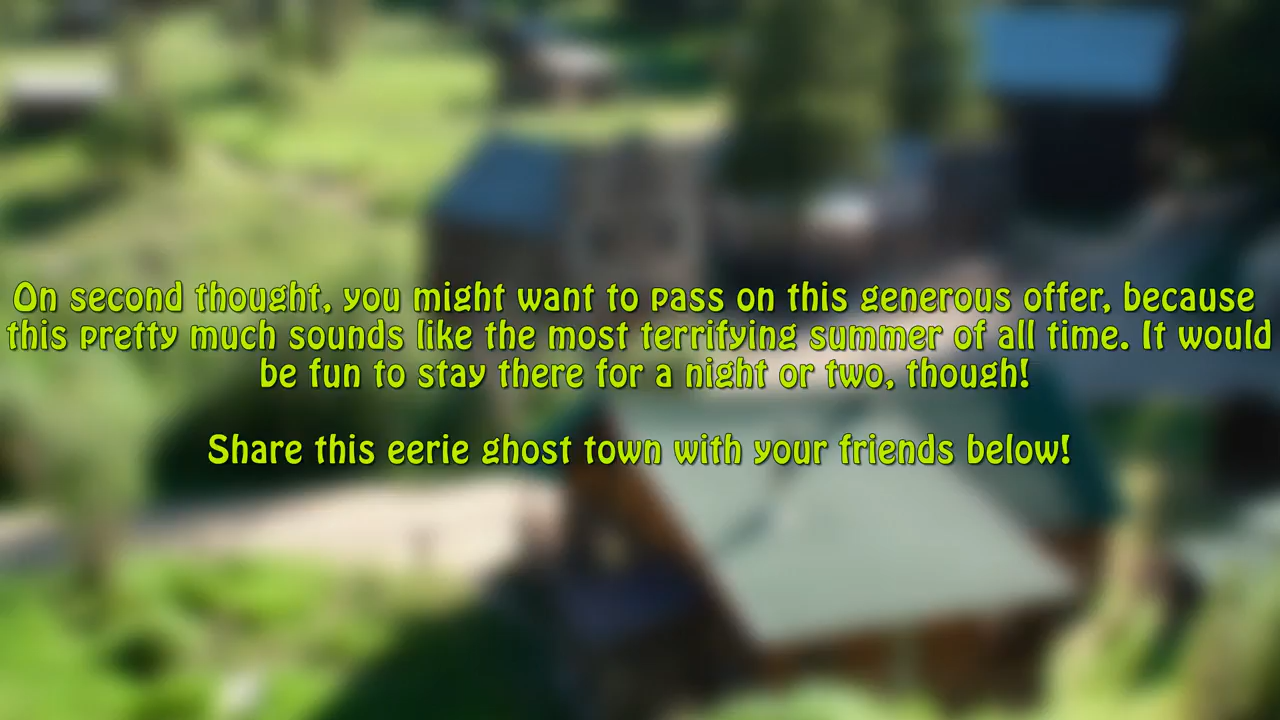 On second thought, you might want to pass on this generous offer, because
this pretty much sounds like the most terrifying summer of all time. It would
be fun to stay there for a night or two, though!
Share this eerie ghost town with your friends below!